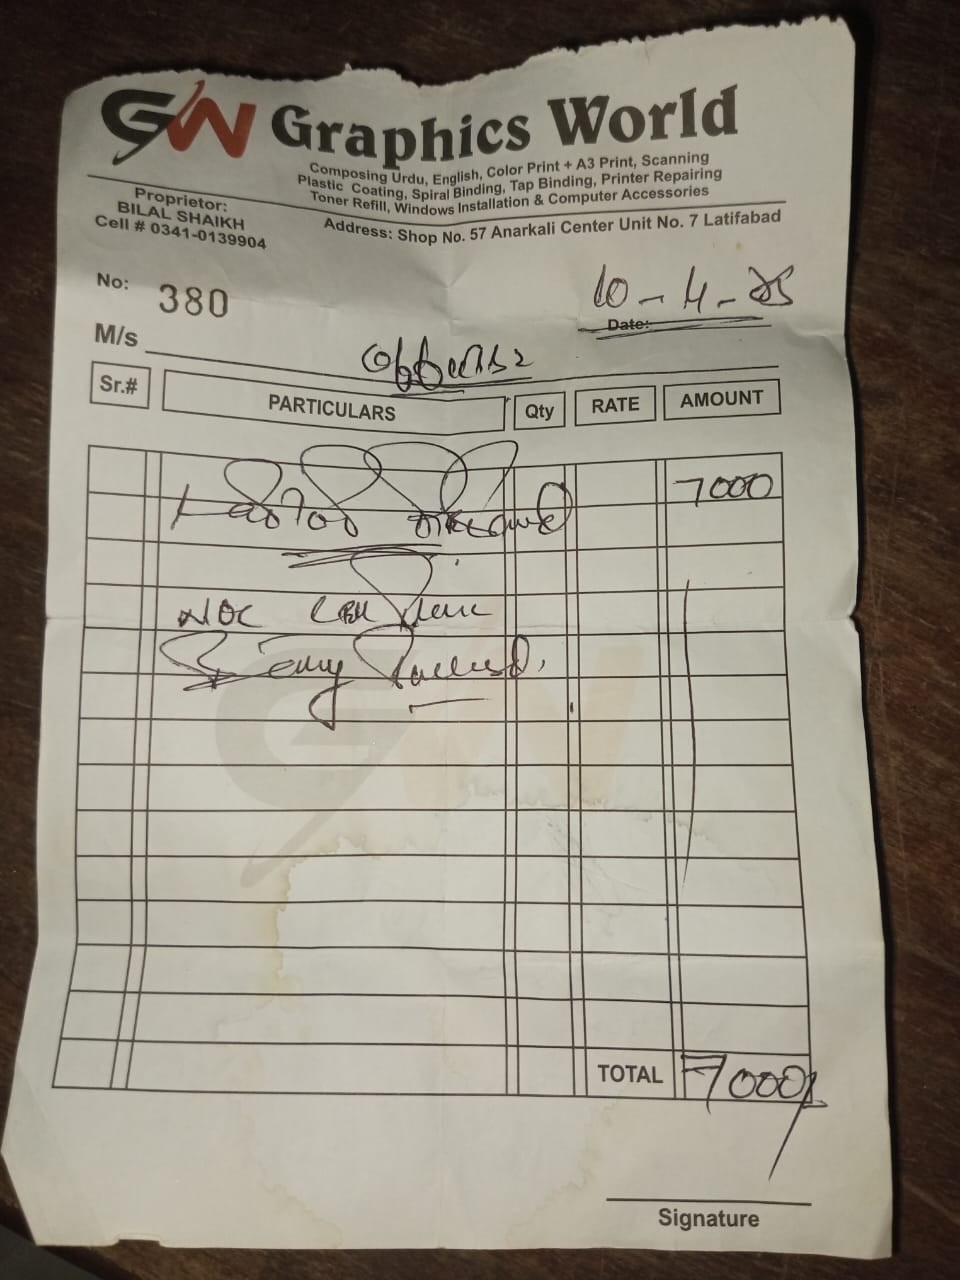 GW Graphics World
Composing Urdu, English, Color Print + A3 Print, Scanning
Plastic Coating, Spiral Binding, Tap Binding, Printer Repairing
Toner Refill, Windows Installation & Computer Accessories
Proprietor:
BILAL SHAIKH
Cell # 0341-0139904
Address: Shop No. 57 Anarkali Center Unit No. 7 Latifabad
No: 380
10-4-25
Date:
M/s
Sr.# PARTICULARS Qty RATE AMOUNT
7000
NOC
TOTAL 7000/
Signature